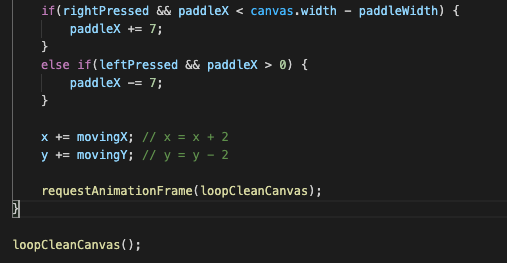 if(rightPressed && paddleX < canvas.width - paddleWidth) {
paddleX += 7;
}
else if(leftPressed && paddleX > 0) {
paddleX -= 7;
}
x += movingX; // x = x + 2
y += movingY; // y = y - 2
requestAnimationFrame(loopCleanCanvas);
}
loopCleanCanvas();